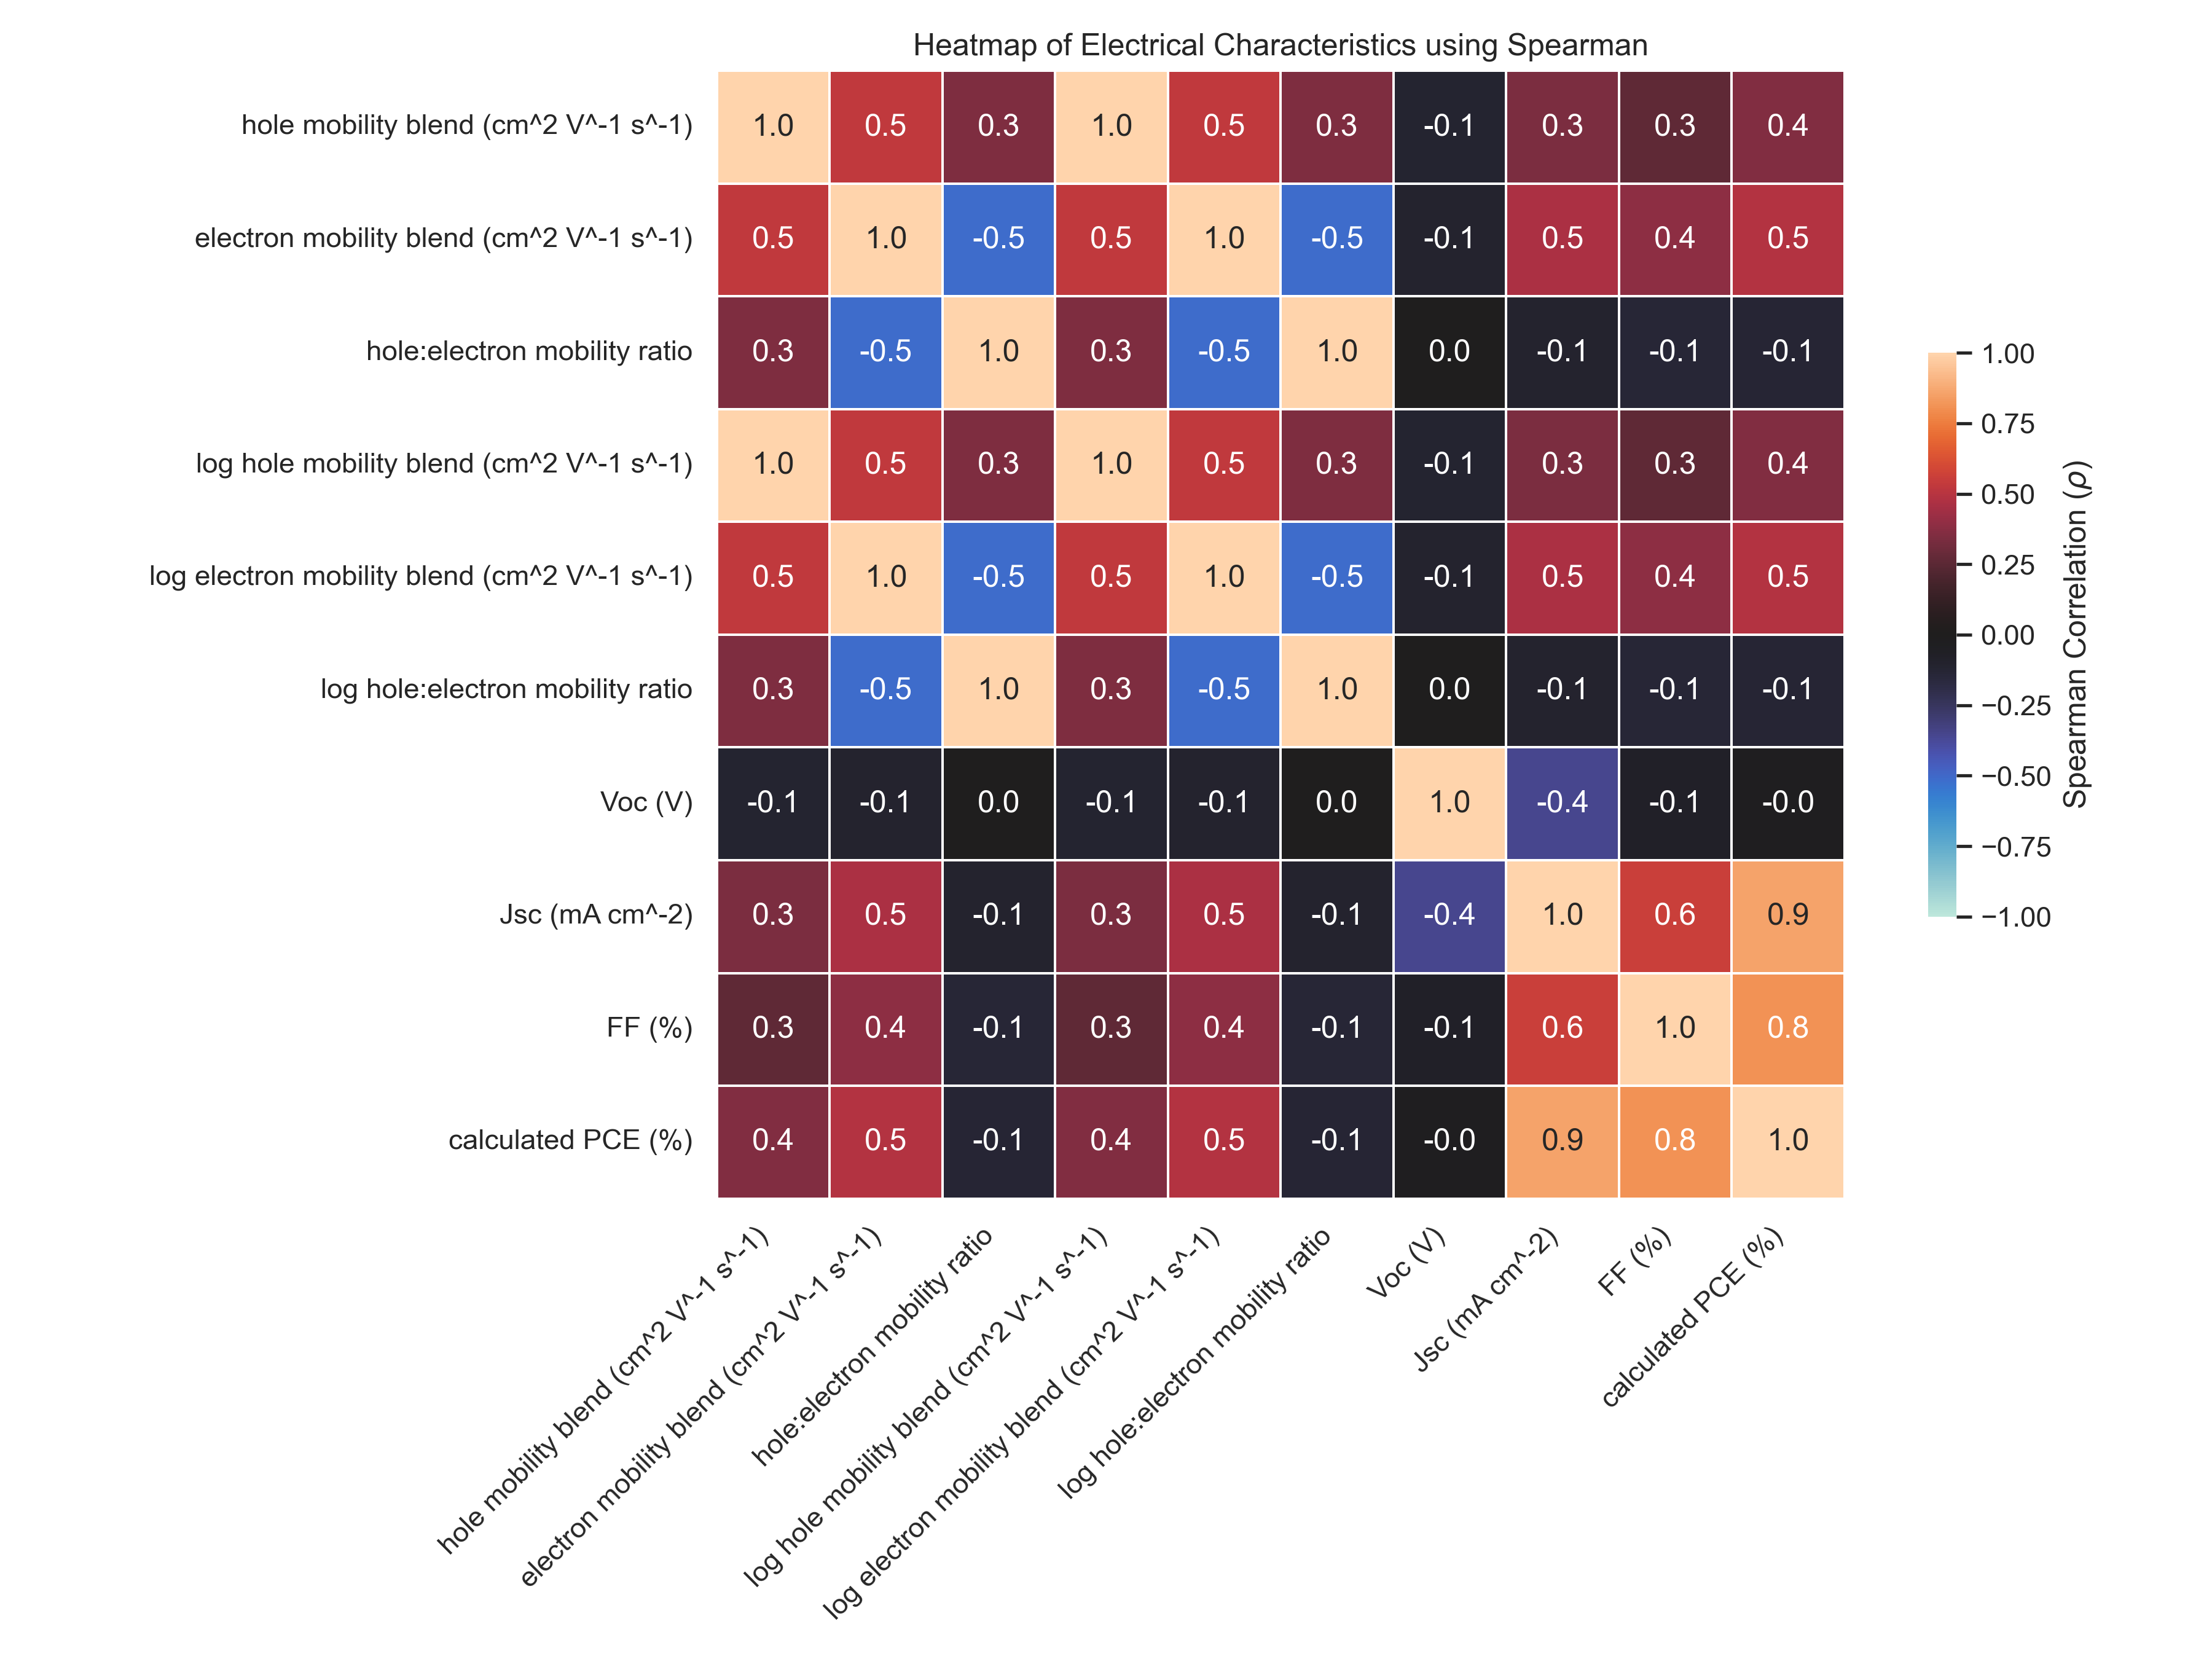 Heatmap of Electrical Characteristics using Spearman
hole mobility blend (cm^2 V^-1 s^-1) 1.0 0.5 0.3 1.0 0.5 0.3 -0.1 0.3 0.3 0.4
electron mobility blend (cm^2 V^-1 s^-1) 0.5 1.0 -0.5 0.5 1.0 -0.5 -0.1 0.5 0.4 0.5
hole:electron mobility ratio 0.3 -0.5 1.0 0.3 -0.5 1.0 0.0 -0.1 -0.1 -0.1
log hole mobility blend (cm^2 V^-1 s^-1) 1.0 0.5 0.3 1.0 0.5 0.3 -0.1 0.3 0.3 0.4
log electron mobility blend (cm^2 V^-1 s^-1) 0.5 1.0 -0.5 0.5 1.0 -0.5 -0.1 0.5 0.4 0.5
log hole:electron mobility ratio 0.3 -0.5 1.0 0.3 -0.5 1.0 0.0 -0.1 -0.1 -0.1
Voc (V) -0.1 -0.1 0.0 -0.1 -0.1 0.0 1.0 -0.4 -0.1 -0.0
Jsc (mA cm^-2) 0.3 0.5 -0.1 0.3 0.5 -0.1 -0.4 1.0 0.6 0.9
FF (%) 0.3 0.4 -0.1 0.3 0.4 -0.1 -0.1 0.6 1.0 0.8
calculated PCE (%) 0.4 0.5 -0.1 0.4 0.5 -0.1 -0.0 0.9 0.8 1.0
hole mobility blend (cm^2 V^-1 s^-1)
electron mobility blend (cm^2 V^-1 s^-1)
hole:electron mobility ratio
log hole mobility blend (cm^2 V^-1 s^-1)
log electron mobility blend (cm^2 V^-1 s^-1)
log hole:electron mobility ratio
Voc (V)
Jsc (mA cm^-2)
FF (%)
calculated PCE (%)
1.00
0.75
0.50
0.25
0.00
−0.25
−0.50
−0.75
−1.00
Spearman Correlation (ρ)